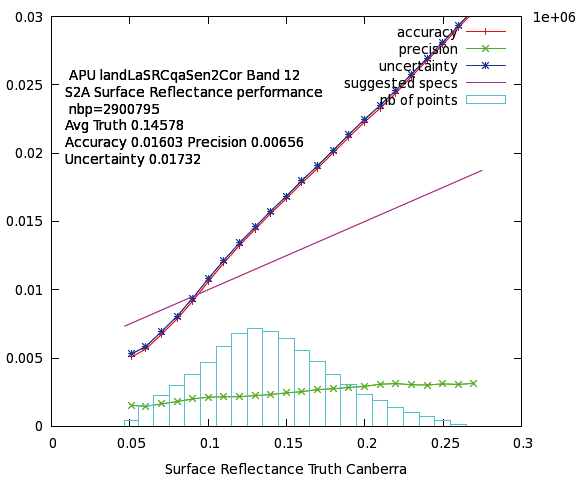 0.03
1e+06
accuracy
precision
uncertainty
suggested specs
nb of points
APU landLaSRCqaSen2Cor Band 12
S2A Surface Reflectance performance
nbp=2900795
Avg Truth 0.14578
Accuracy 0.01603 Precision 0.00656
Uncertainty 0.01732
0.025
0.02
0.015
0.01
0.005
0
0 0.05 0.1 0.15 0.2 0.25 0.3
Surface Reflectance Truth Canberra